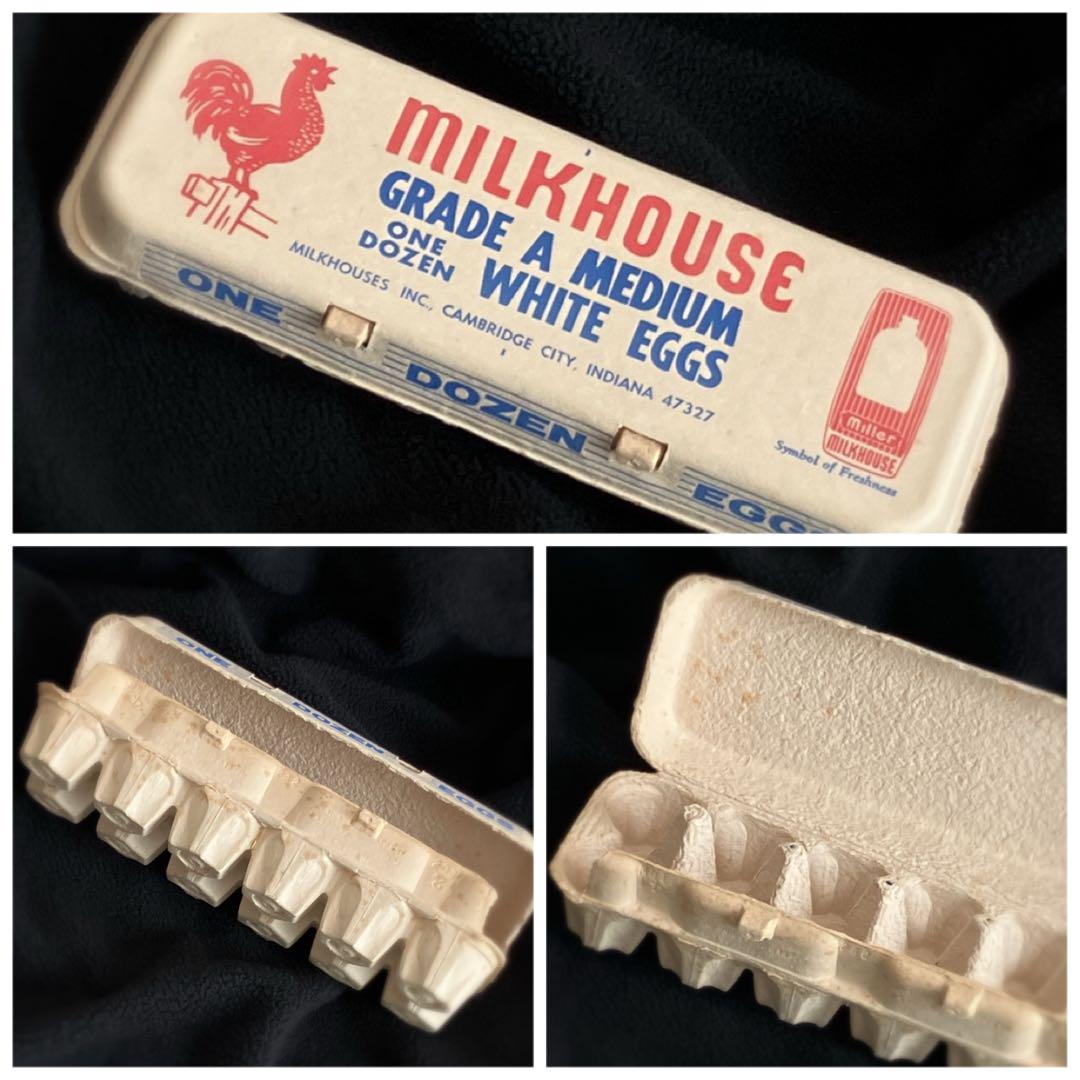 MILKHOUSE
GRADE A MEDIUM
ONE DOZEN WHITE EGGS
MILKHOUSES INC., CAMBRIDGE CITY, INDIANA 47327
miller
MILKHOUSE
Symbol of Freshness
ONE DOZEN EGGS
ONE DOZEN EGGS